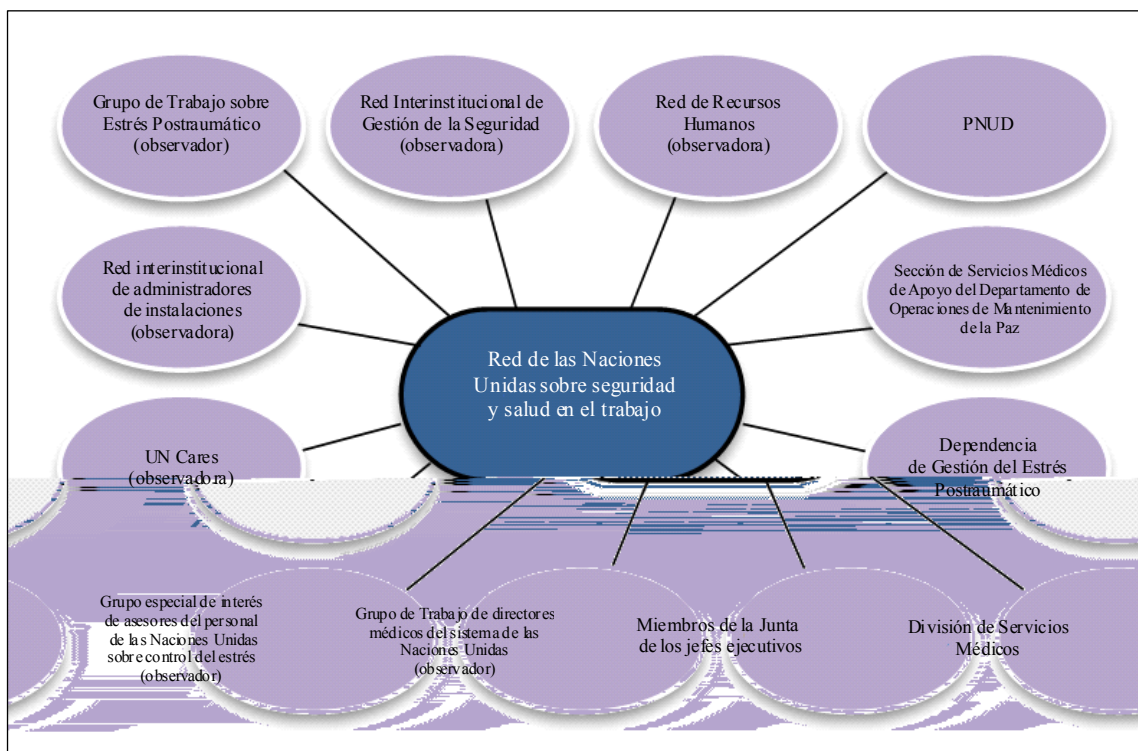 Grupo de Trabajo sobre
Estrés Postraumático
(observador)
Red Interinstitucional de
Gestión de la Seguridad
(observadora)
Red de Recursos
Humanos
(observadora)
PNUD
Red interinstitucional
de administradores
de instalaciones
(observadora)
Sección de Servicios Médicos
de Apoyo del Departamento de
Operaciones de Mantenimiento
de la Paz
Red de las Naciones
Unidas sobre seguridad
y salud en el trabajo
UN Cares
(observadora)
Dependencia
de Gestión del Estrés
Postraumático
Grupo especial de interés
de asesores del personal
de las Naciones Unidas
sobre control del estrés
(observador)
Grupo de Trabajo de directores
médicos del sistema de las
Naciones Unidas
(observador)
Miembros de la Junta
de los jefes ejecutivos
División de Servicios
Médicos